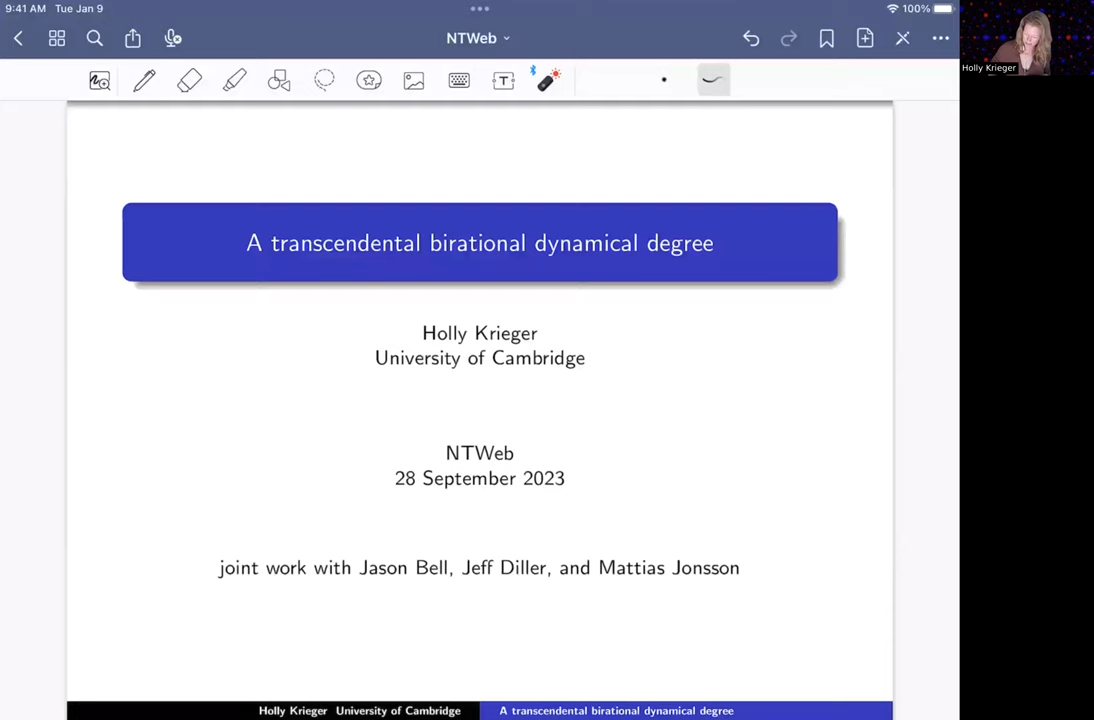 9:41 AM Tue Jan 9
100%
NTWeb
T
Holly Krieger
A transcendental birational dynamical degree
Holly Krieger
University of Cambridge
NTWeb
28 September 2023
joint work with Jason Bell, Jeff Diller, and Mattias Jonsson
Holly Krieger University of Cambridge
A transcendental birational dynamical degree